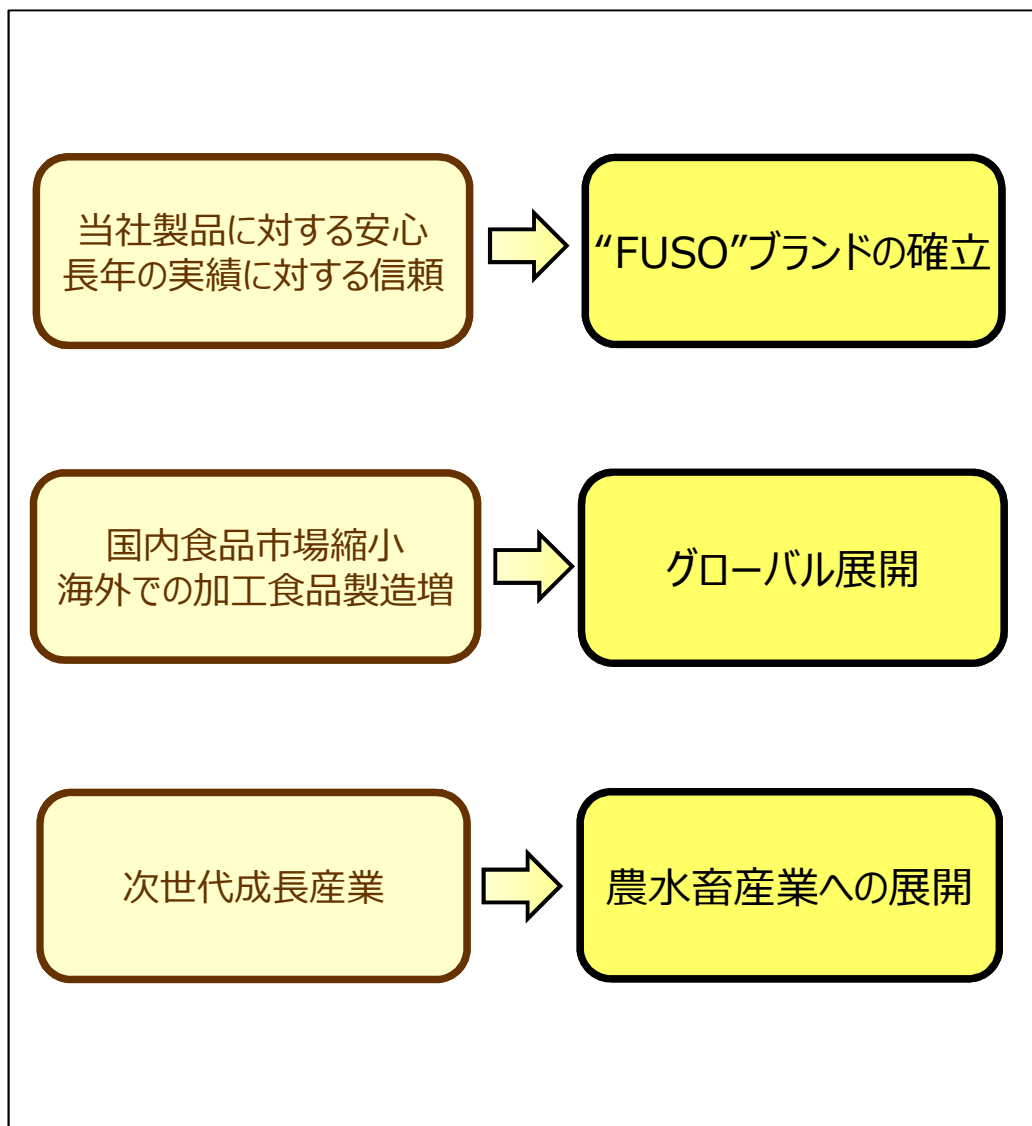 当社製品に対する安心
長年の実績に対する信頼
“FUSO”ブランドの確立
国内食品市場縮小
海外での加工食品製造増
グローバル展開
次世代成長産業
農水畜産業への展開